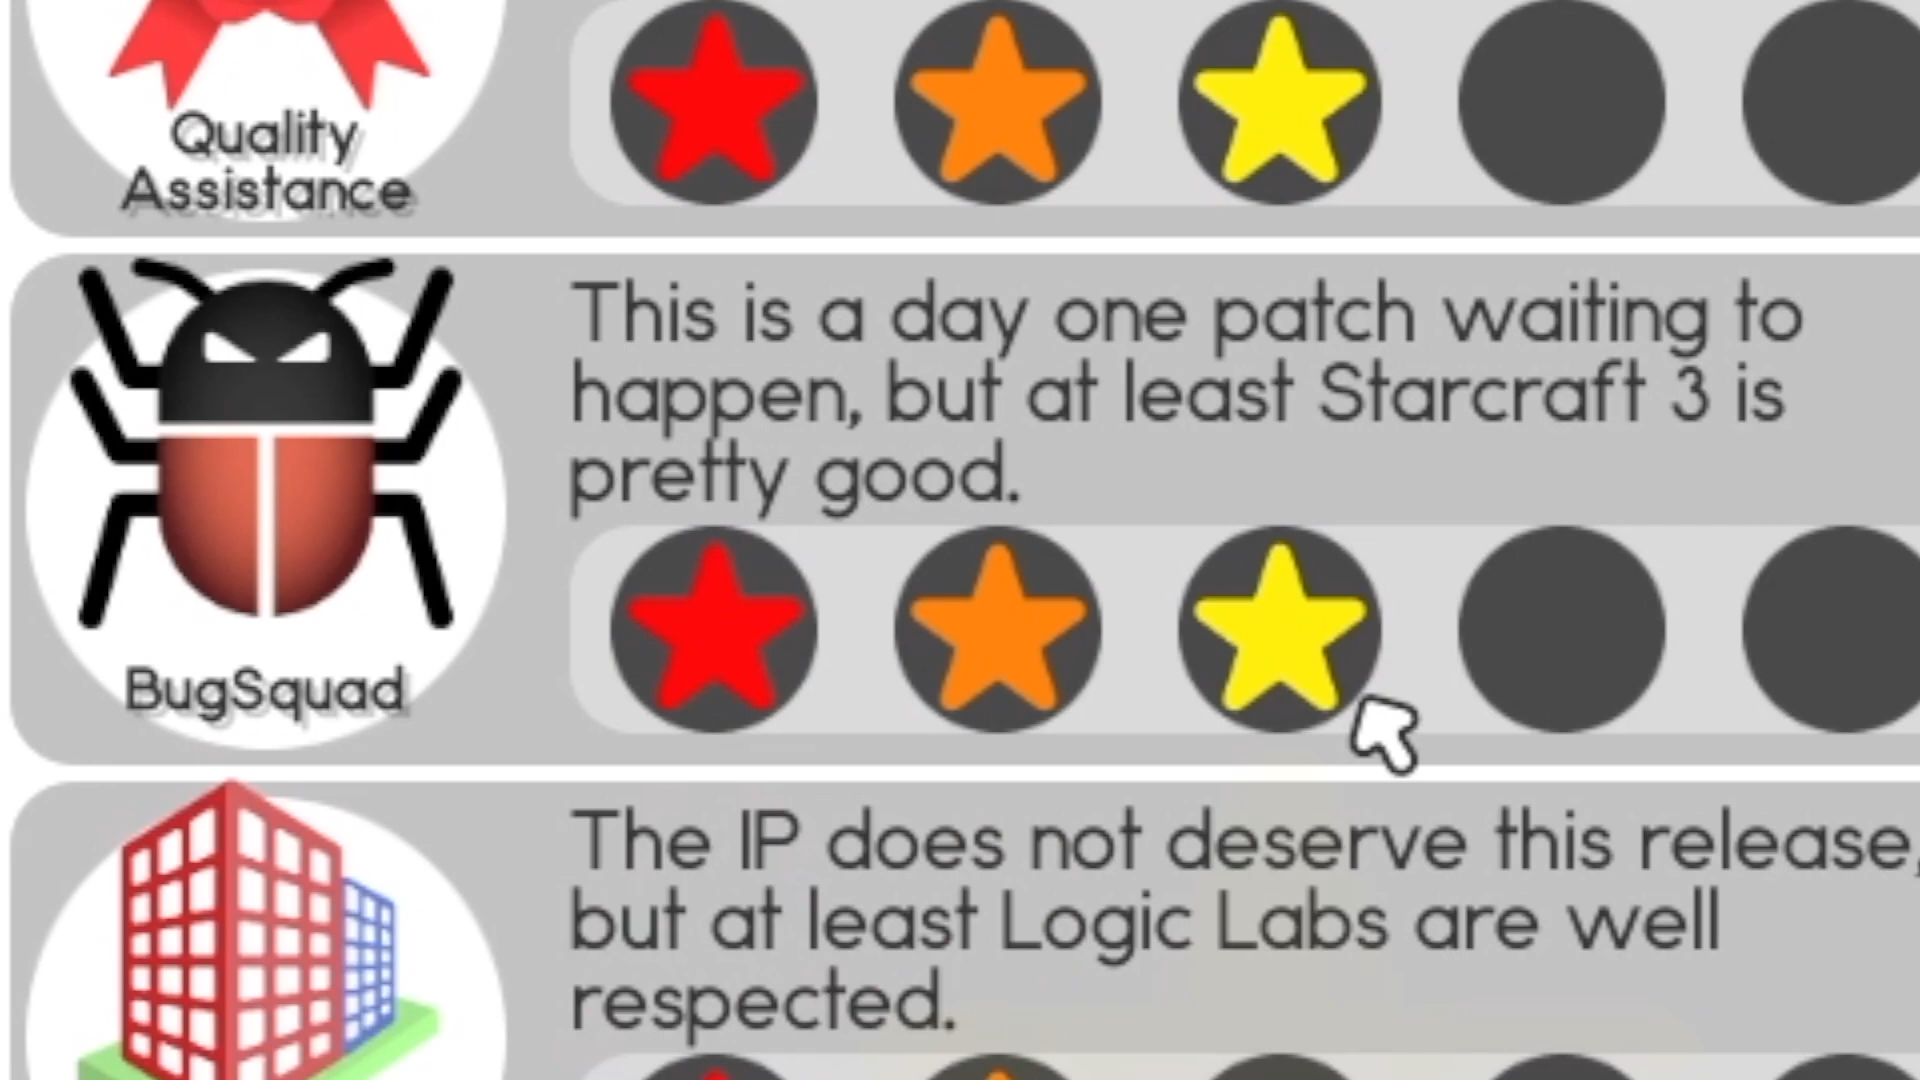 Quality
Assistance
This is a day one patch waiting to
happen, but at least Starcraft 3 is
pretty good.
BugSquad
The IP does not deserve this release,
but at least Logic Labs are well
respected.